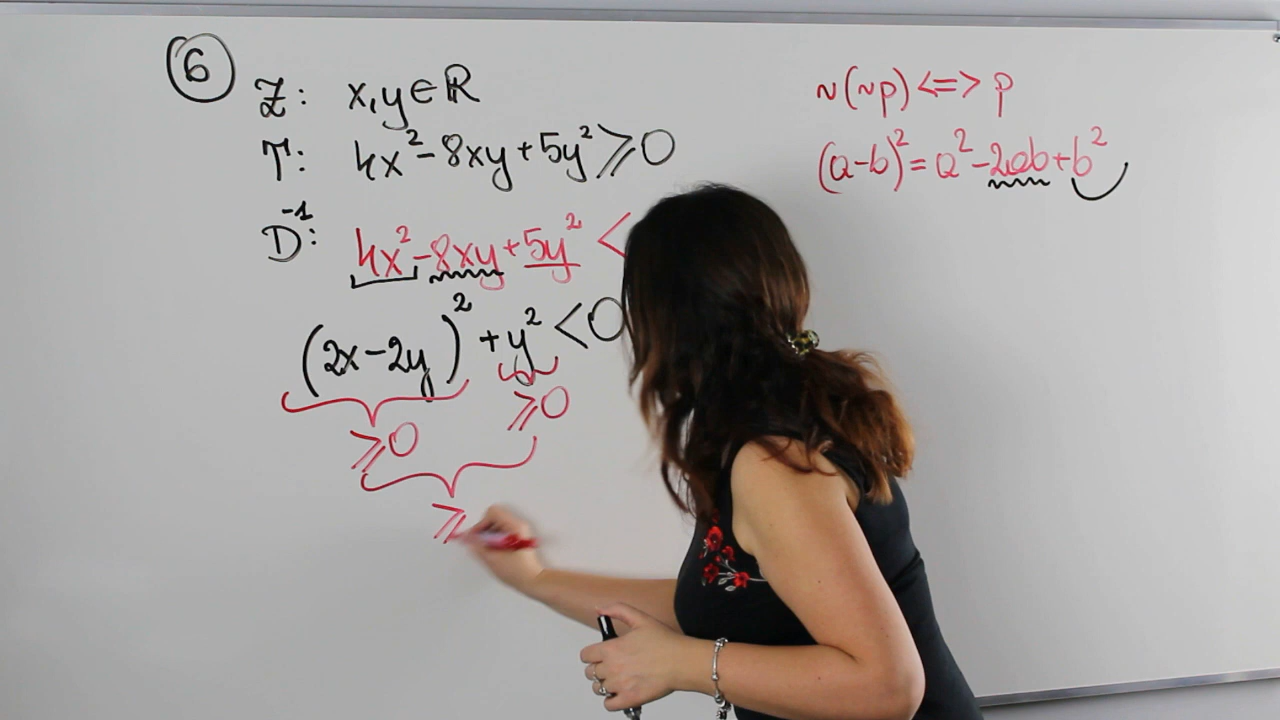 6
Z: x,y∈ℝ
T: 4x²-8xy+5y²⩾0
D⁻¹: 4x²-8xy+5y²<
(2x-2y)²+y²<0
⩾0
⩾0
⩾
~(~p)<=>p
(a-b)²=a²-2ab+b²